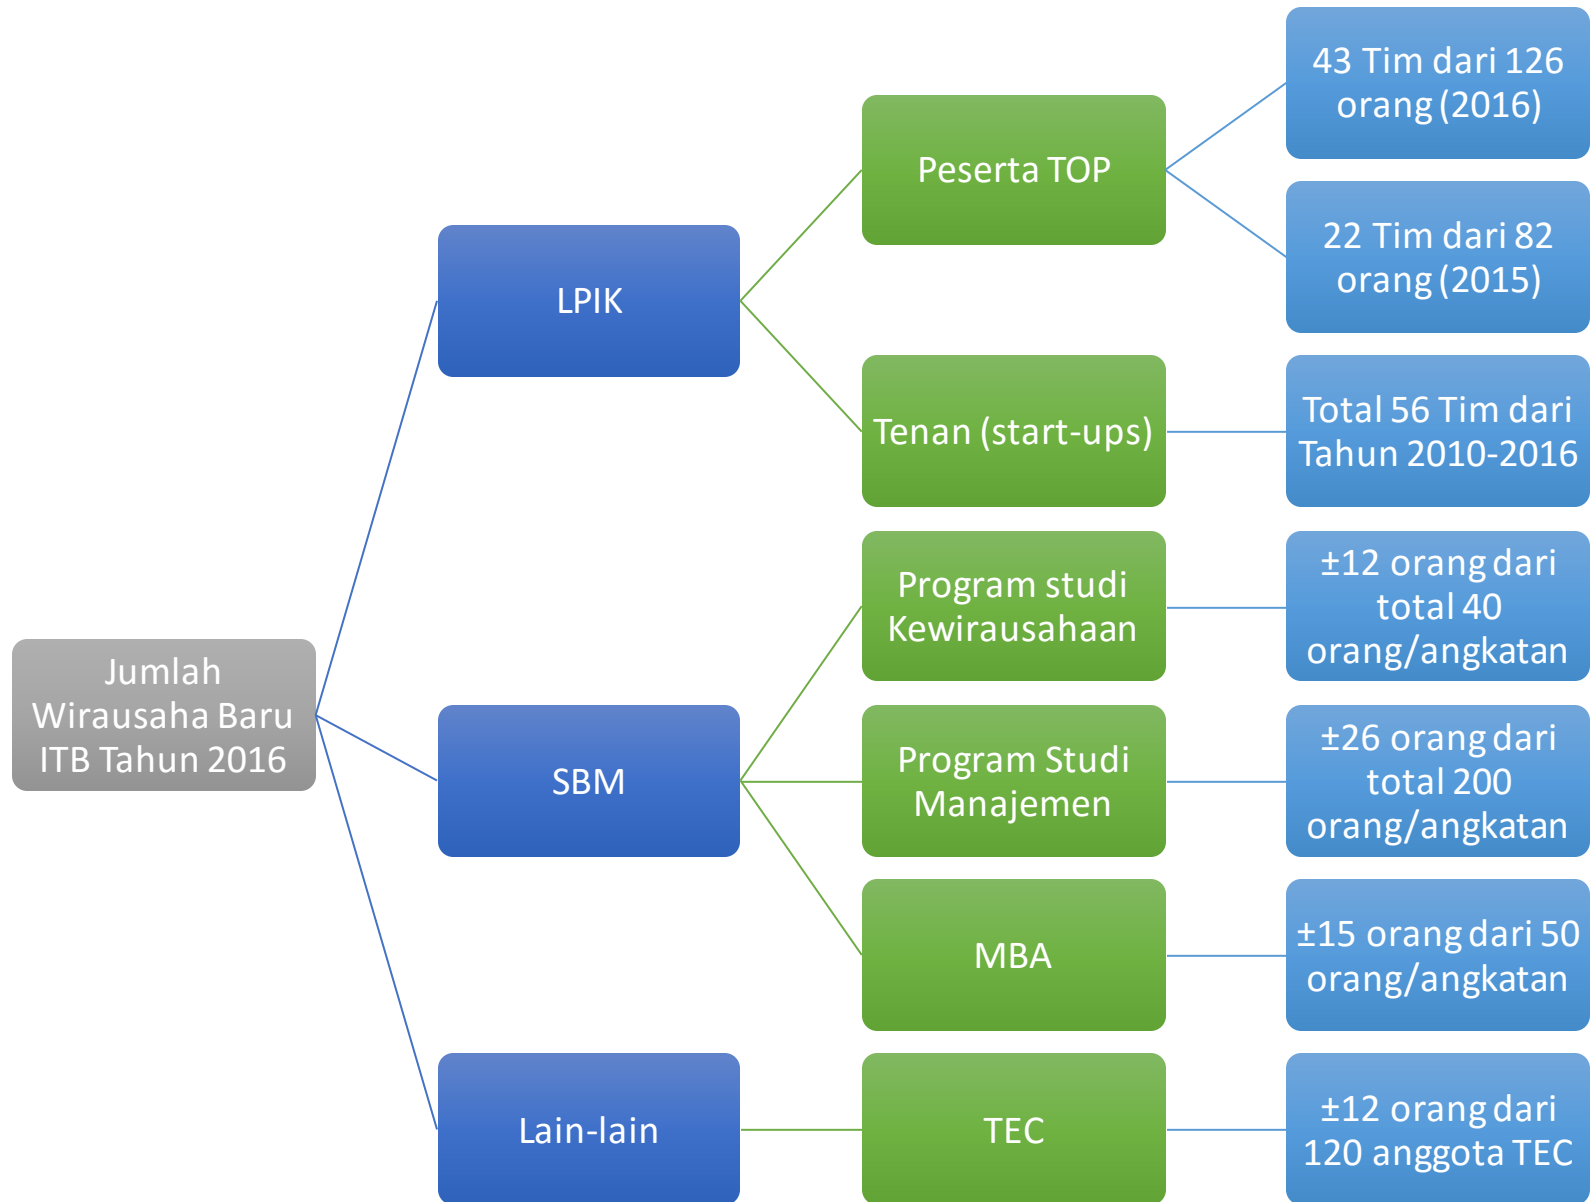 Jumlah
Wirausaha Baru
ITB Tahun 2016
LPIK
Peserta TOP
43 Tim dari 126
orang (2016)
22 Tim dari 82
orang (2015)
Tenan (start-ups)
Total 56 Tim dari
Tahun 2010-2016
SBM
Program studi
Kewirausahaan
±12 orang dari
total 40
orang/angkatan
Program Studi
Manajemen
±26 orang dari
total 200
orang/angkatan
MBA
±15 orang dari 50
orang/angkatan
Lain-lain
TEC
±12 orang dari
120 anggota TEC